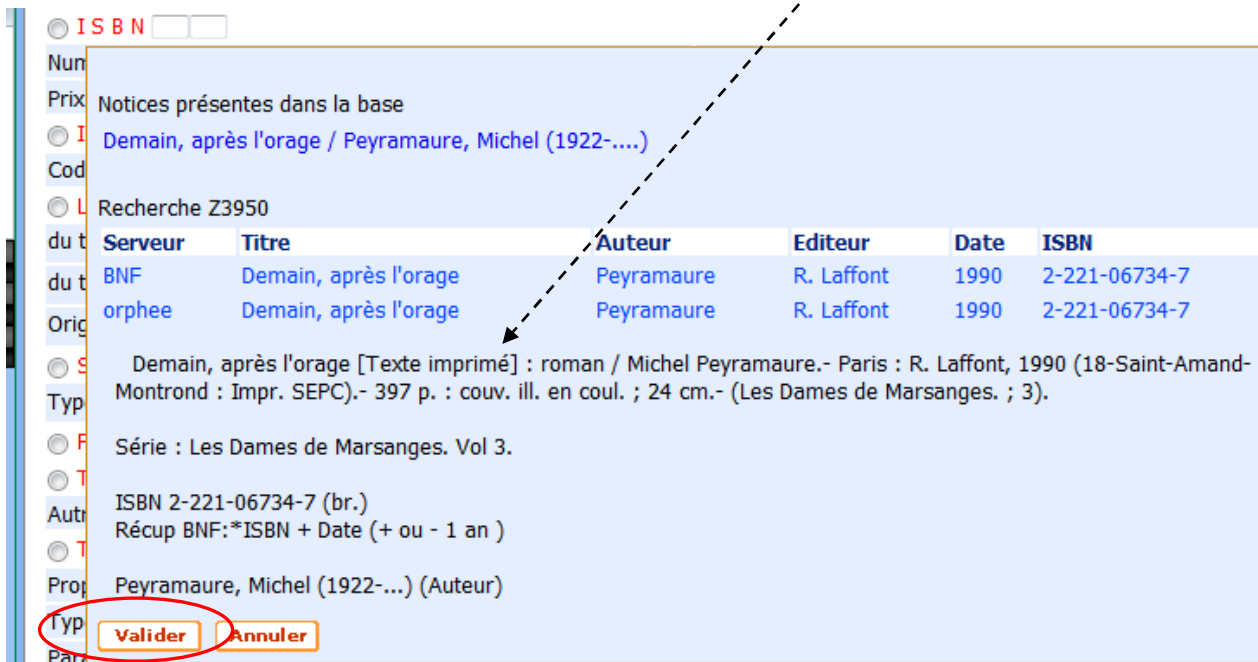 I S B N
Num
Prix
I
Cod
L
du t
du t
Orig
S
Typ
F
T
Autr
T
Prop
Typ
Para
Notices présentes dans la base
Demain, après l'orage / Peyramaure, Michel (1922-....)
Recherche Z3950
Serveur Titre Auteur Editeur Date ISBN
BNF Demain, après l'orage Peyramaure R. Laffont 1990 2-221-06734-7
orphee Demain, après l'orage Peyramaure R. Laffont 1990 2-221-06734-7
Demain, après l'orage [Texte imprimé] : roman / Michel Peyramaure.- Paris : R. Laffont, 1990 (18-Saint-Amand-
Montrond : Impr. SEPC).- 397 p. : couv. ill. en coul. ; 24 cm.- (Les Dames de Marsanges. ; 3).
Série : Les Dames de Marsanges. Vol 3.
ISBN 2-221-06734-7 (br.)
Récup BNF:*ISBN + Date (+ ou - 1 an )
Peyramaure, Michel (1922-...) (Auteur)
Valider Annuler